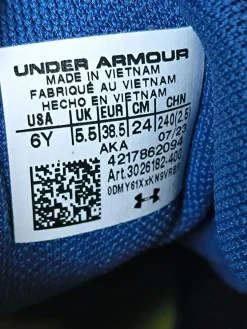 UNDER ARMOUR
MADE IN VIETNAM
FABRIQUÉ AU VIETNAM
HECHO EN VIETNAM
USA UK EUR CM CHN
6Y 5.5 38.5 24 240(2.5)
AKA 07/23
4217862094
Art.3026182-400